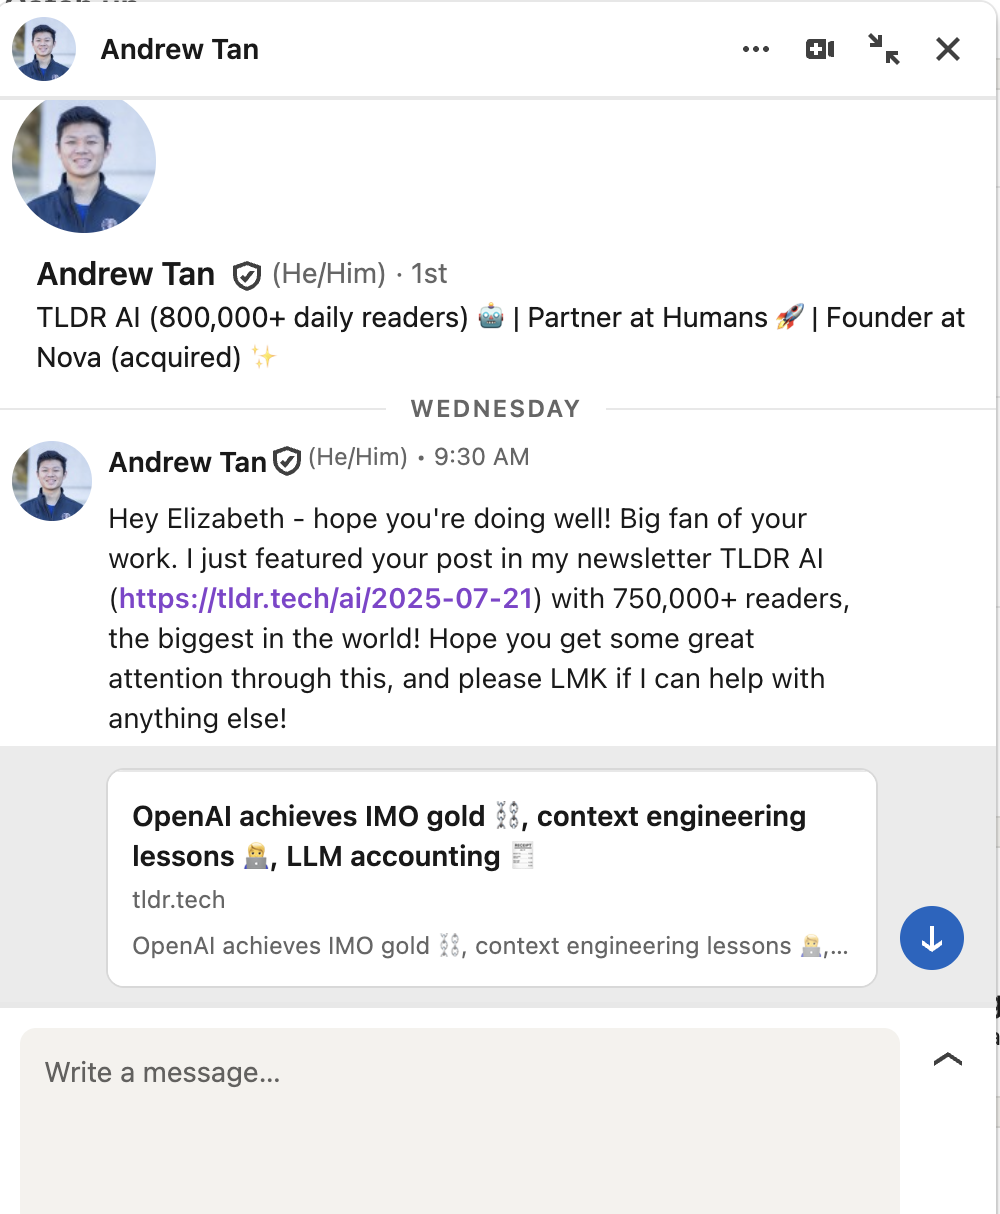 Andrew Tan
Andrew Tan (He/Him) · 1st
TLDR AI (800,000+ daily readers) 🤖 | Partner at Humans 🚀 | Founder at
Nova (acquired) ✨
WEDNESDAY
Andrew Tan (He/Him) • 9:30 AM
Hey Elizabeth - hope you're doing well! Big fan of your
work. I just featured your post in my newsletter TLDR AI
(https://tldr.tech/ai/2025-07-21) with 750,000+ readers,
the biggest in the world! Hope you get some great
attention through this, and please LMK if I can help with
anything else!
OpenAI achieves IMO gold ⛓️, context engineering
lessons 🧑‍💻, LLM accounting 🧾
tldr.tech
OpenAI achieves IMO gold ⛓️, context engineering lessons 🧑‍💻,...
Write a message...